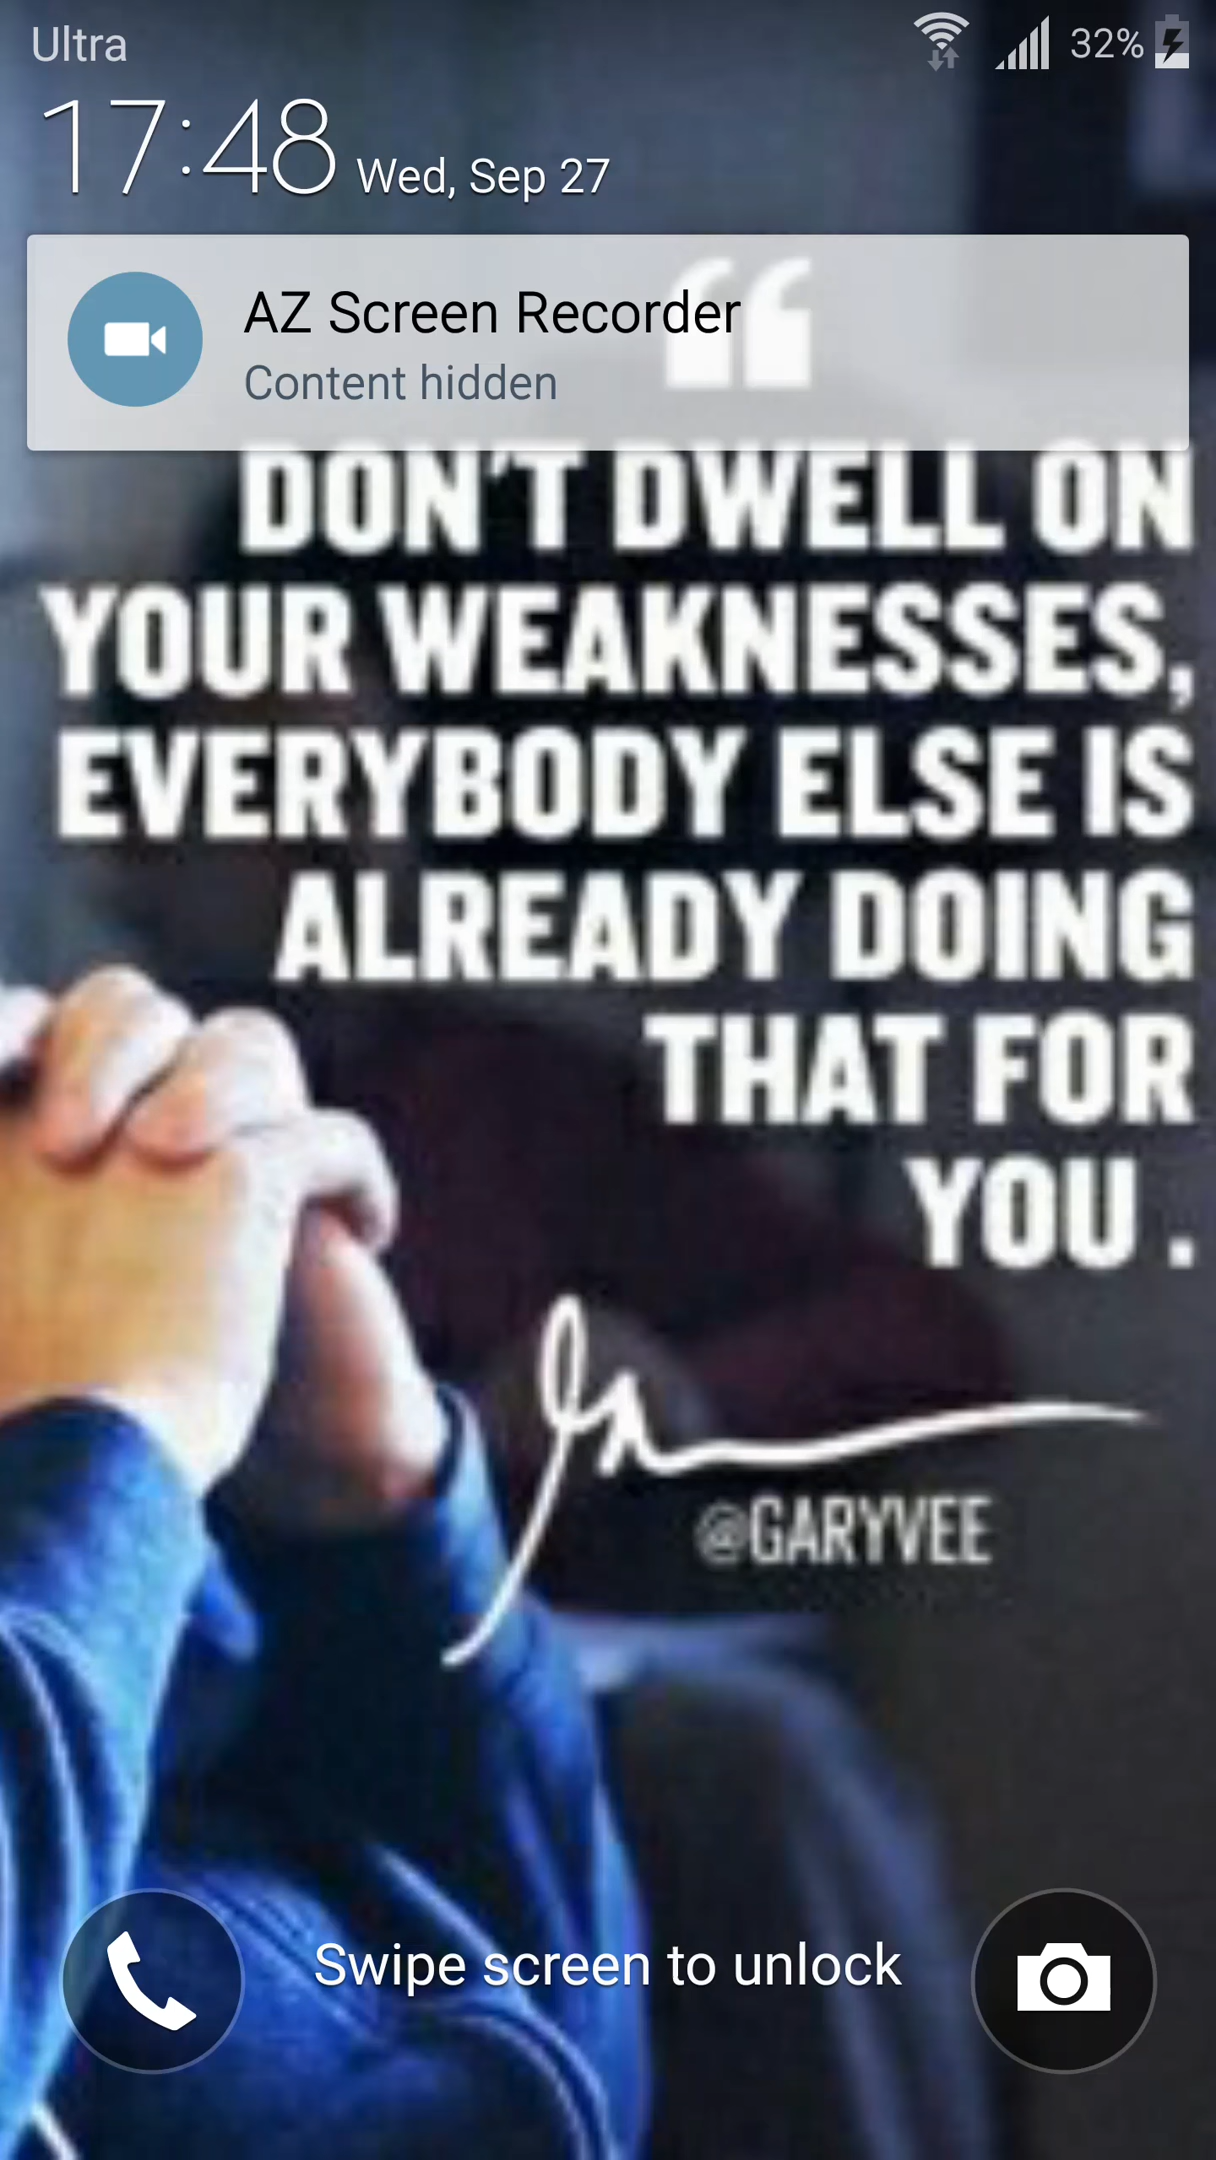 Ultra
32%
17:48 Wed, Sep 27
AZ Screen Recorder
Content hidden
“
DON'T DWELL ON
YOUR WEAKNESSES,
EVERYBODY ELSE IS
ALREADY DOING
THAT FOR
YOU .
@GARYVEE
Swipe screen to unlock